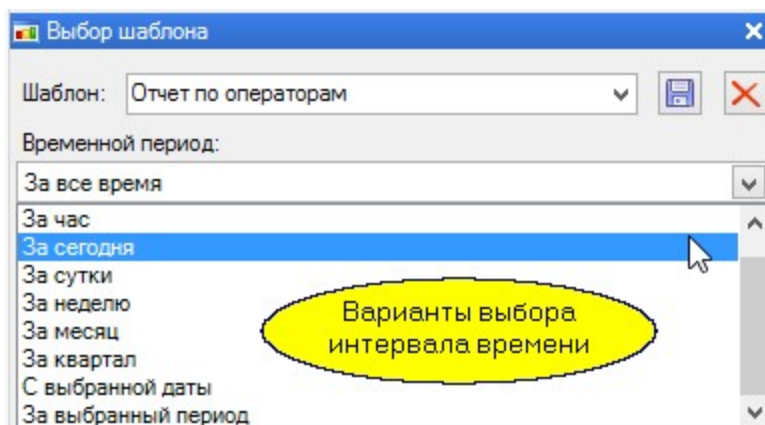 Выбор шаблона
Шаблон: Отчет по операторам
Временной период:
За все время
За час
За сегодня
За сутки
За неделю
За месяц
За квартал
С выбранной даты
За выбранный период
Варианты выбора
интервала времени